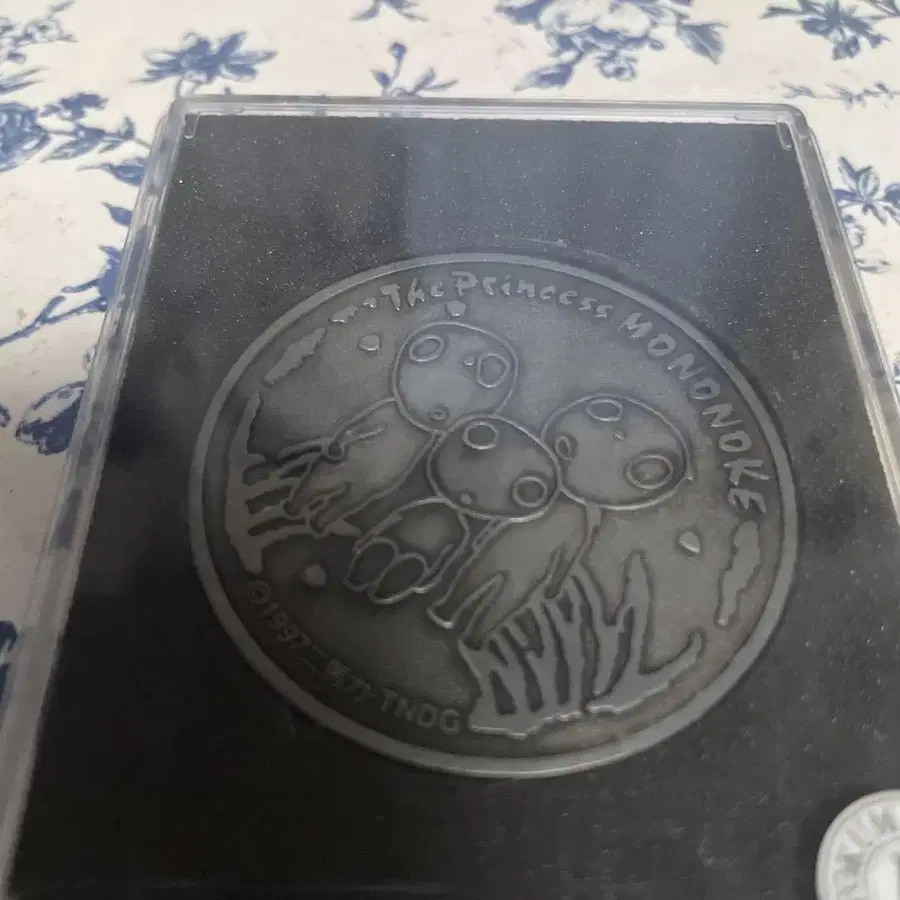 The Princess MONONOKE
©1997 二馬力·TNDG